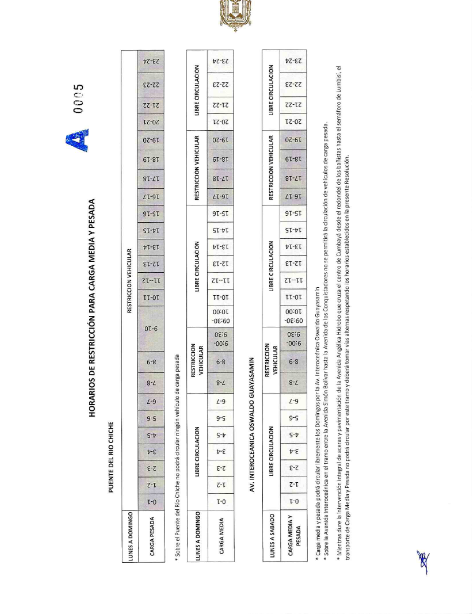 A 0005
HORARIOS DE RESTRICCIÓN PARA CARGA MEDIA Y PESADA
PUENTE DEL RIO CHICHE
LUNES A DOMINGO RESTRICCION VEHICULAR
CARGA PESADA 0-1 1-2 2-3 3-4 4-5 5-6 6-7 7-8 8-9 9-10 10-11 11--12 12-13 13-14 14-15 15-16 16-17 17-18 18-19 19-20 20-21 21-22 22-23 23-24
* Sobre el Puente del Rio Chiche no podrá circular ningún vehículo de carga pesada
LUNES A DOMINGO LIBRE CIRCULACION RESTRICCION VEHICULAR LIBRE CIRCULACION RESTRICCION VEHICULAR LIBRE CIRCULACION
CARGA MEDIA 0-1 1-2 2-3 3-4 4-5 5-6 6-7 7-8 8-9 9:00- 9:30 09:30- 10:00 10-11 11--12 12-13 13-14 14-15 15-16 16-17 17-18 18-19 19-20 20-21 21-22 22-23 23-24
AV. INTEROCEANICA OSWALDO GUAYASAMIN
LUNES A SABADO LIBRE CIRCULACION RESTRICCION VEHICULAR LIBRE CIRCULACION RESTRICCION VEHICULAR LIBRE CIRCULACION
CARGA MEDIA Y PESADA 0-1 1-2 2-3 3-4 4-5 5-6 6-7 7-8 8-9 9:00- 9:30 09:30- 10:00 10-11 11--12 12-13 13-14 14-15 15-16 16-17 17-18 18-19 19-20 20-21 21-22 22-23 23-24
* Carga media y pesada podrá circular libremente los Domingos por la Av. Interoceánica Oswaldo Guayasamin
* Sobre la Avenida Interoceánica en el tramo entre la Avenida Simón Bolívar hasta la Avenida de los Conquistadores no se permitirá la circulación de vehículos de carga pesada.
* Mientras dure la intervención integral de aceras y pavimentación de la Avenida Angélica Hidrobo que cruza el centro de Cumbayá desde el redondel de los bañistas hasta el semáforo de Lumbisí, el
transporte de Carga Media y Pesada no podrá circular por este tramo y deberá tomar vías alternas respetando los horarios establecidos en la presente Resolución.